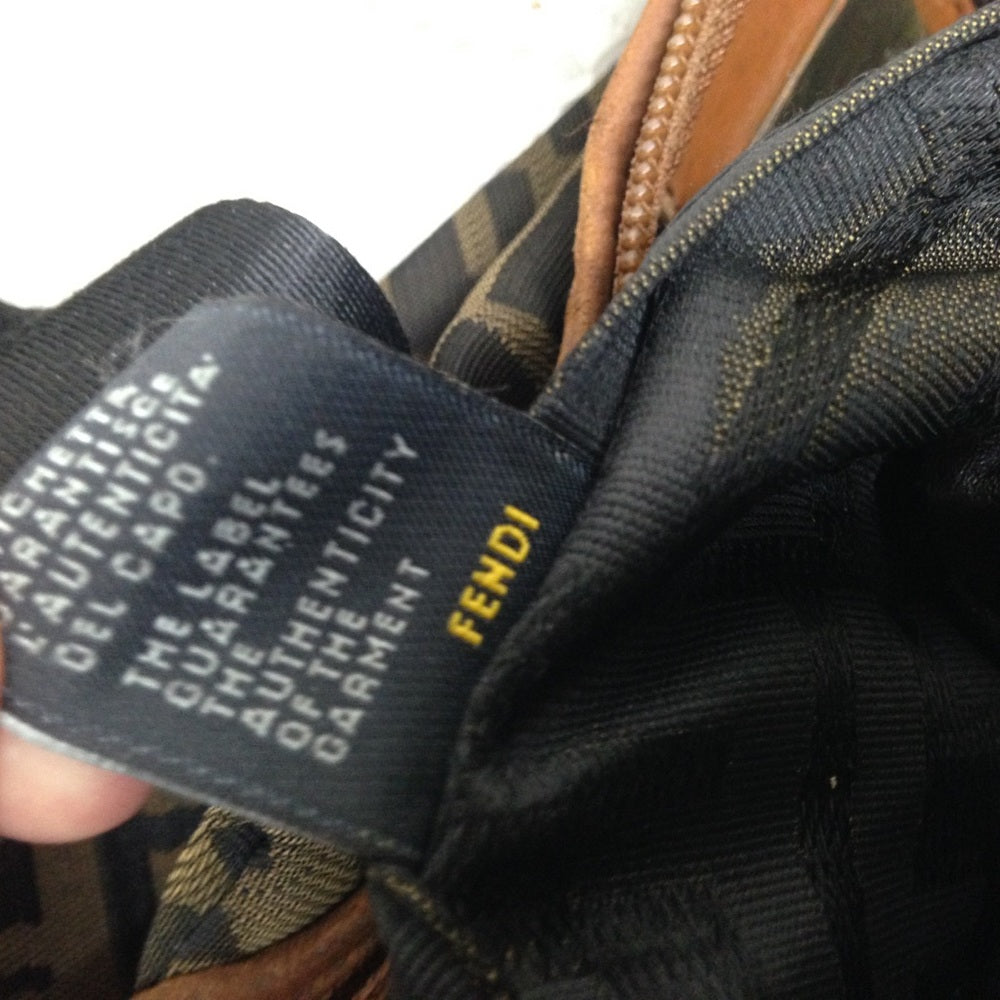 L'AUTENTICITA'
DEL CAPO.
THE LABEL
GUARANTEES
THE
AUTHENTICITY
OF THE
GARMENT
FENDI